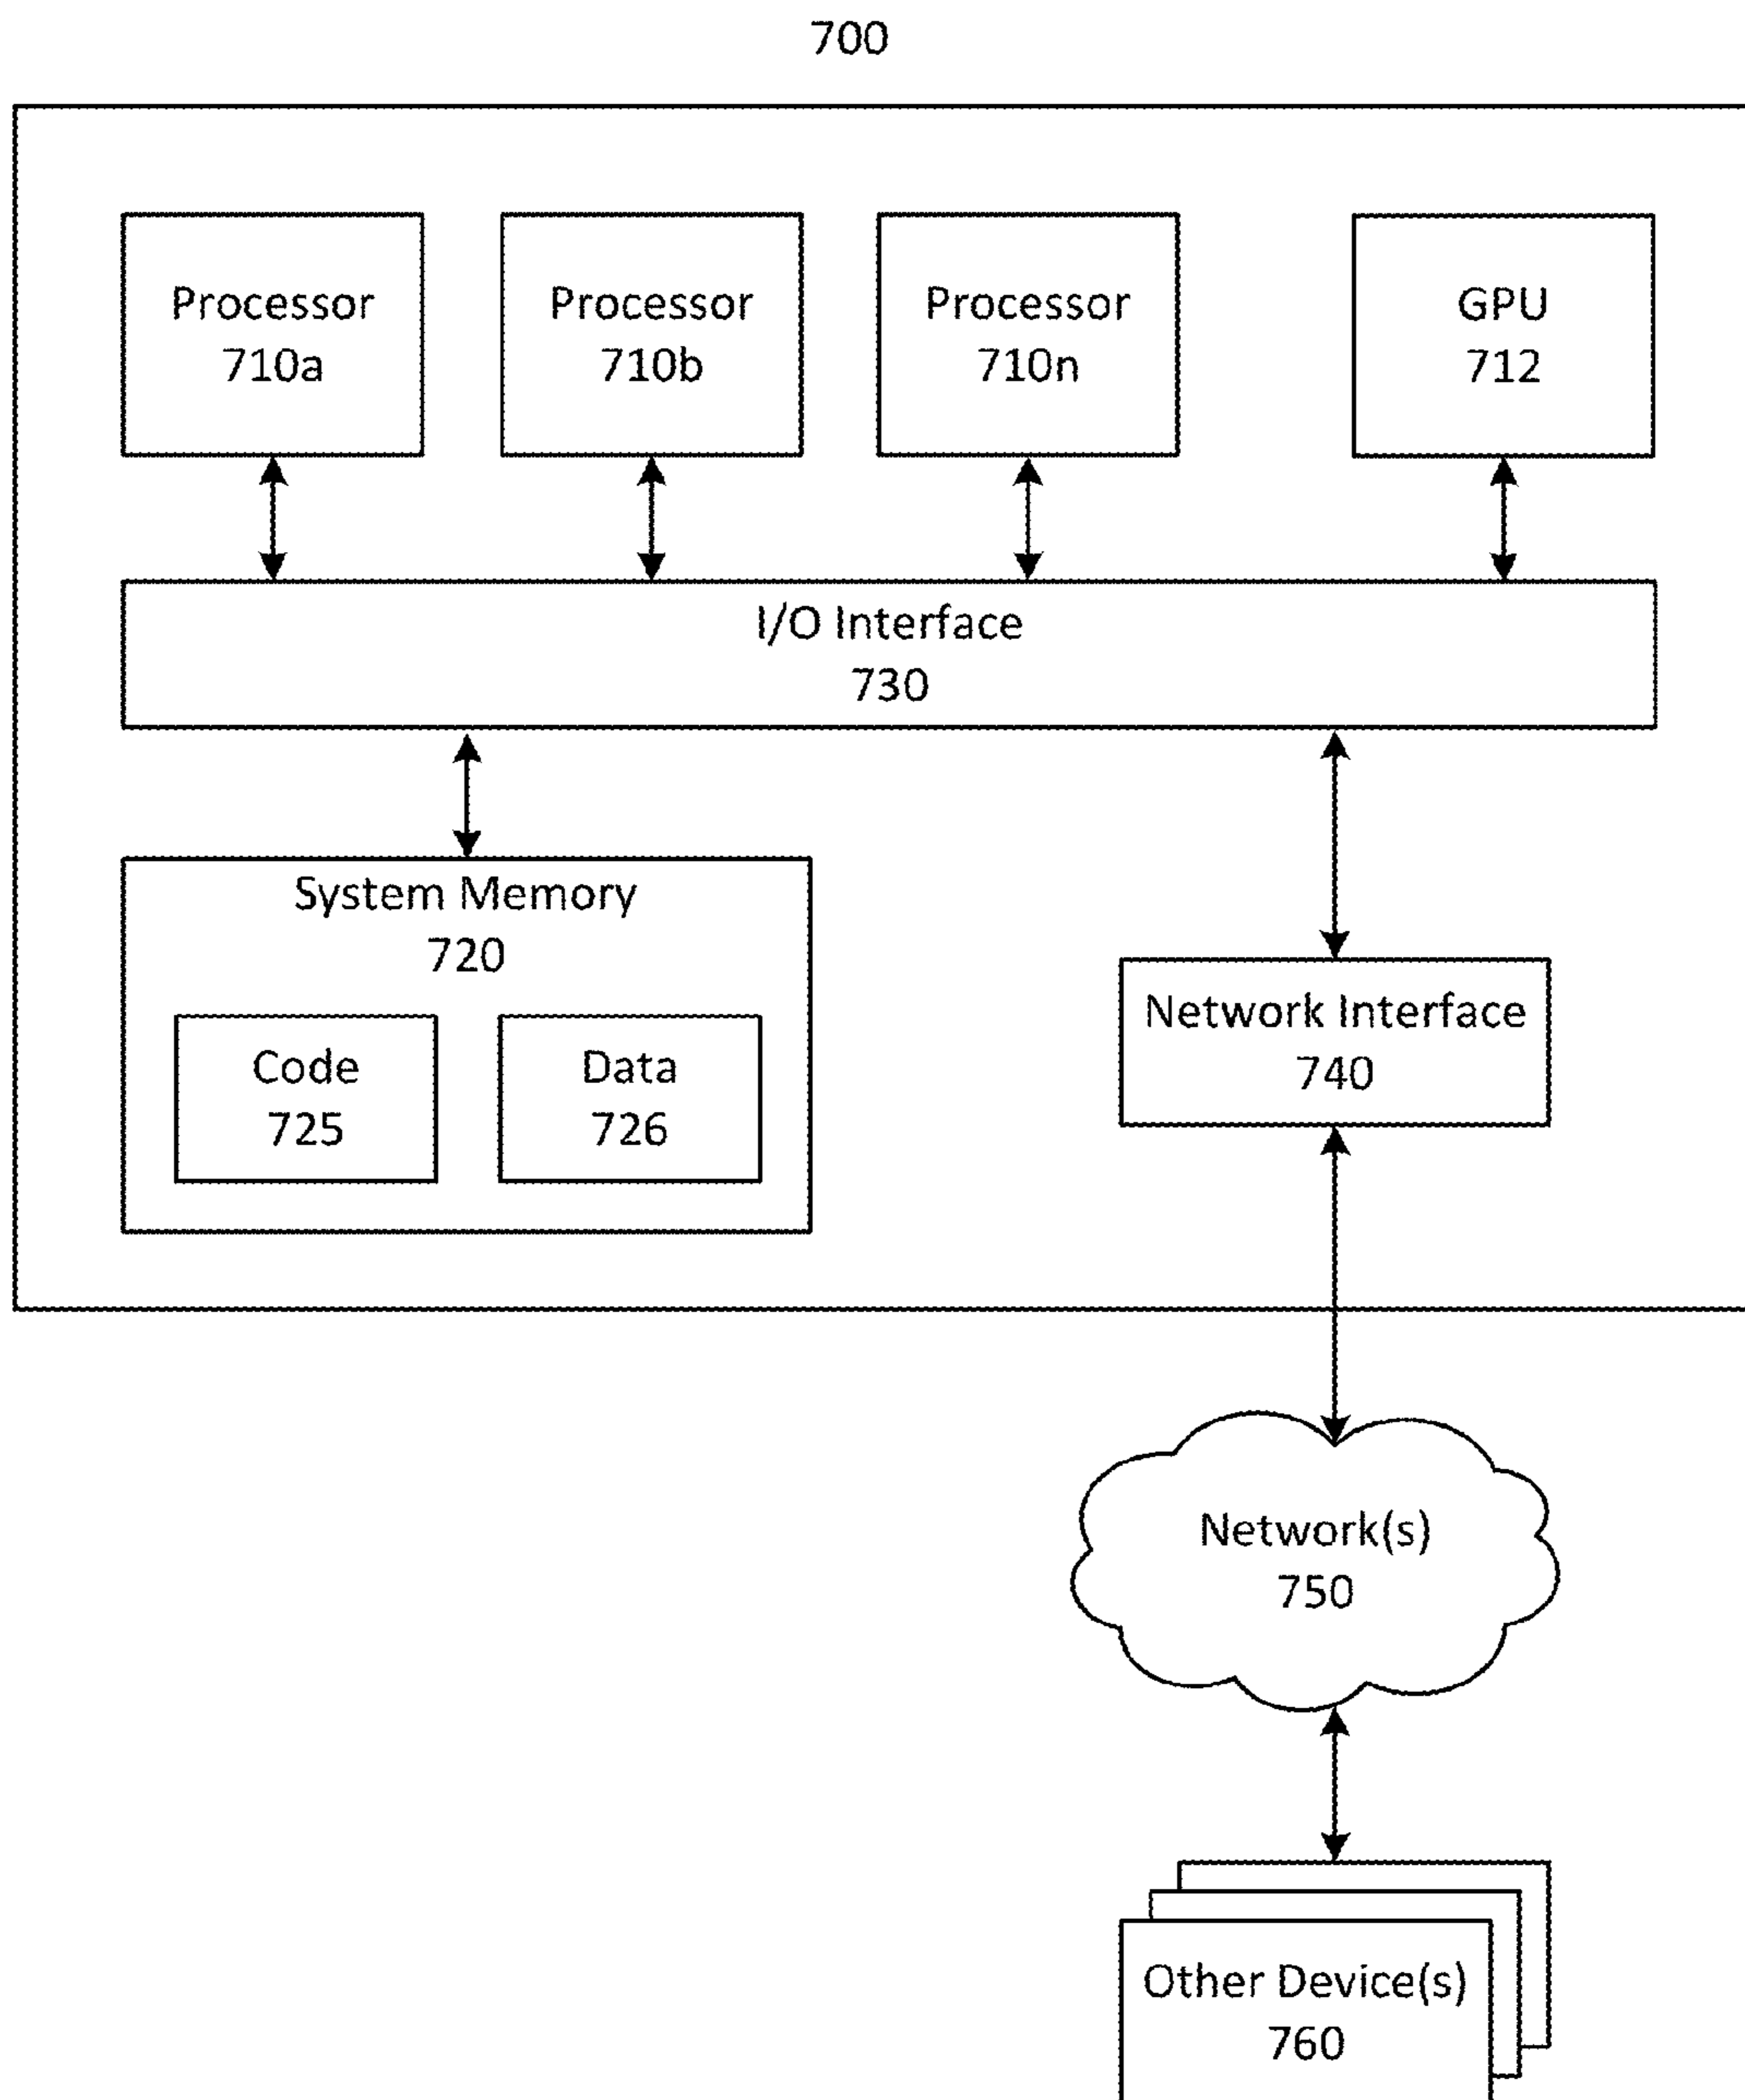 700
Processor
710a
Processor
710b
Processor
710n
GPU
712
I/O Interface
730
System Memory
720
Code
725
Data
726
Network Interface
740
Network(s)
750
Other Device(s)
760